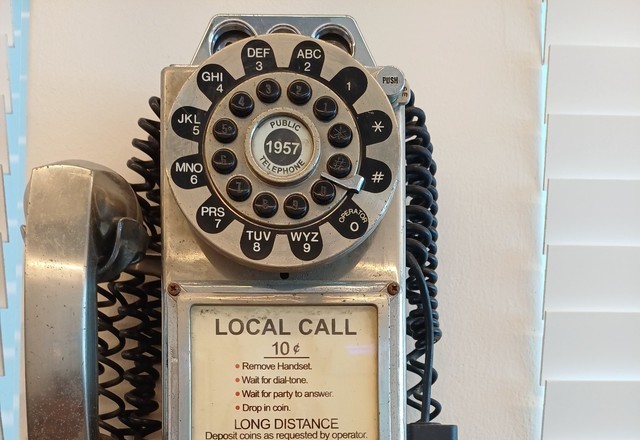 ABC
2
DEF
3
GHI
4
JKL
5
MNO
6
PRS
7
TUV
8
WXY
9
OPERATOR
0
#
*
1
PUSH
PUBLIC
1957
TELEPHONE
LOCAL CALL
10 ¢
Remove Handset.
Wait for dial-tone.
Wait for party to answer.
Drop in coin.
LONG DISTANCE
Deposit coins as requested by operator.